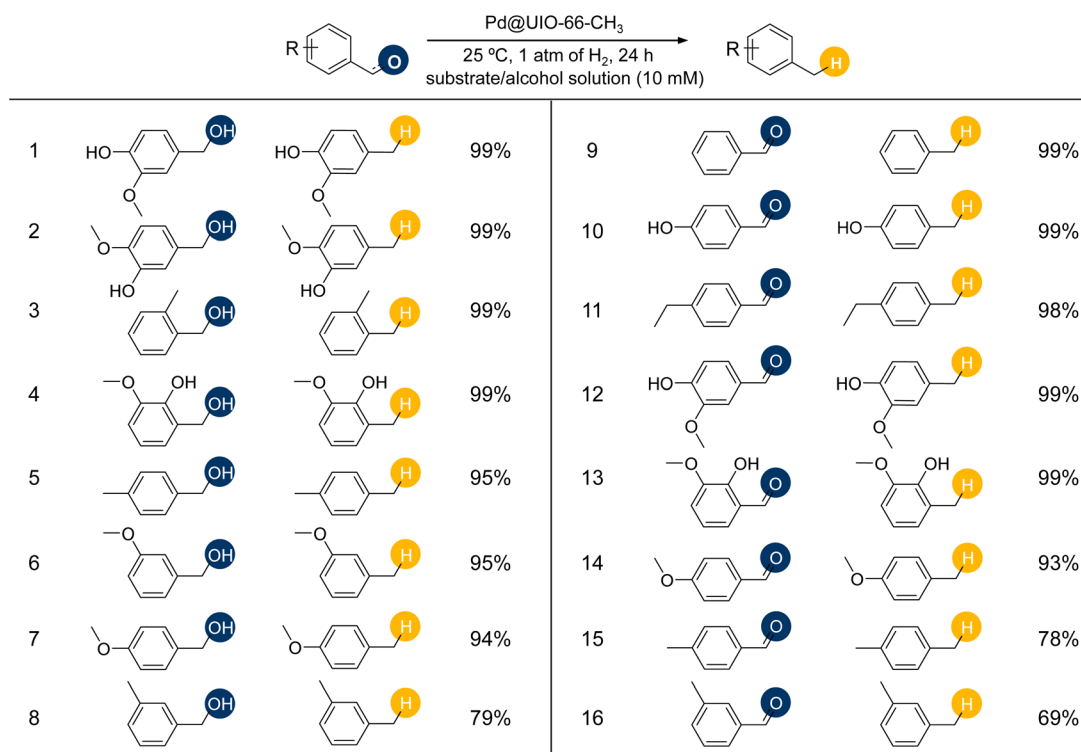 Pd@UIO-66-CH₃
R O 25 ºC, 1 atm of H₂, 24 h R H
substrate/alcohol solution (10 mM)
1 HO O OH HO O H 99%
2 O HO OH O HO H 99%
3 OH H 99%
4 O OH OH O OH H 99%
5 OH H 95%
6 O OH O H 95%
7 O OH O H 94%
8 OH H 79%
9 O H 99%
10 HO O HO H 99%
11 O H 98%
12 HO O O HO O H 99%
13 O OH O O OH H 99%
14 O O O H 93%
15 O H 78%
16 O H 69%